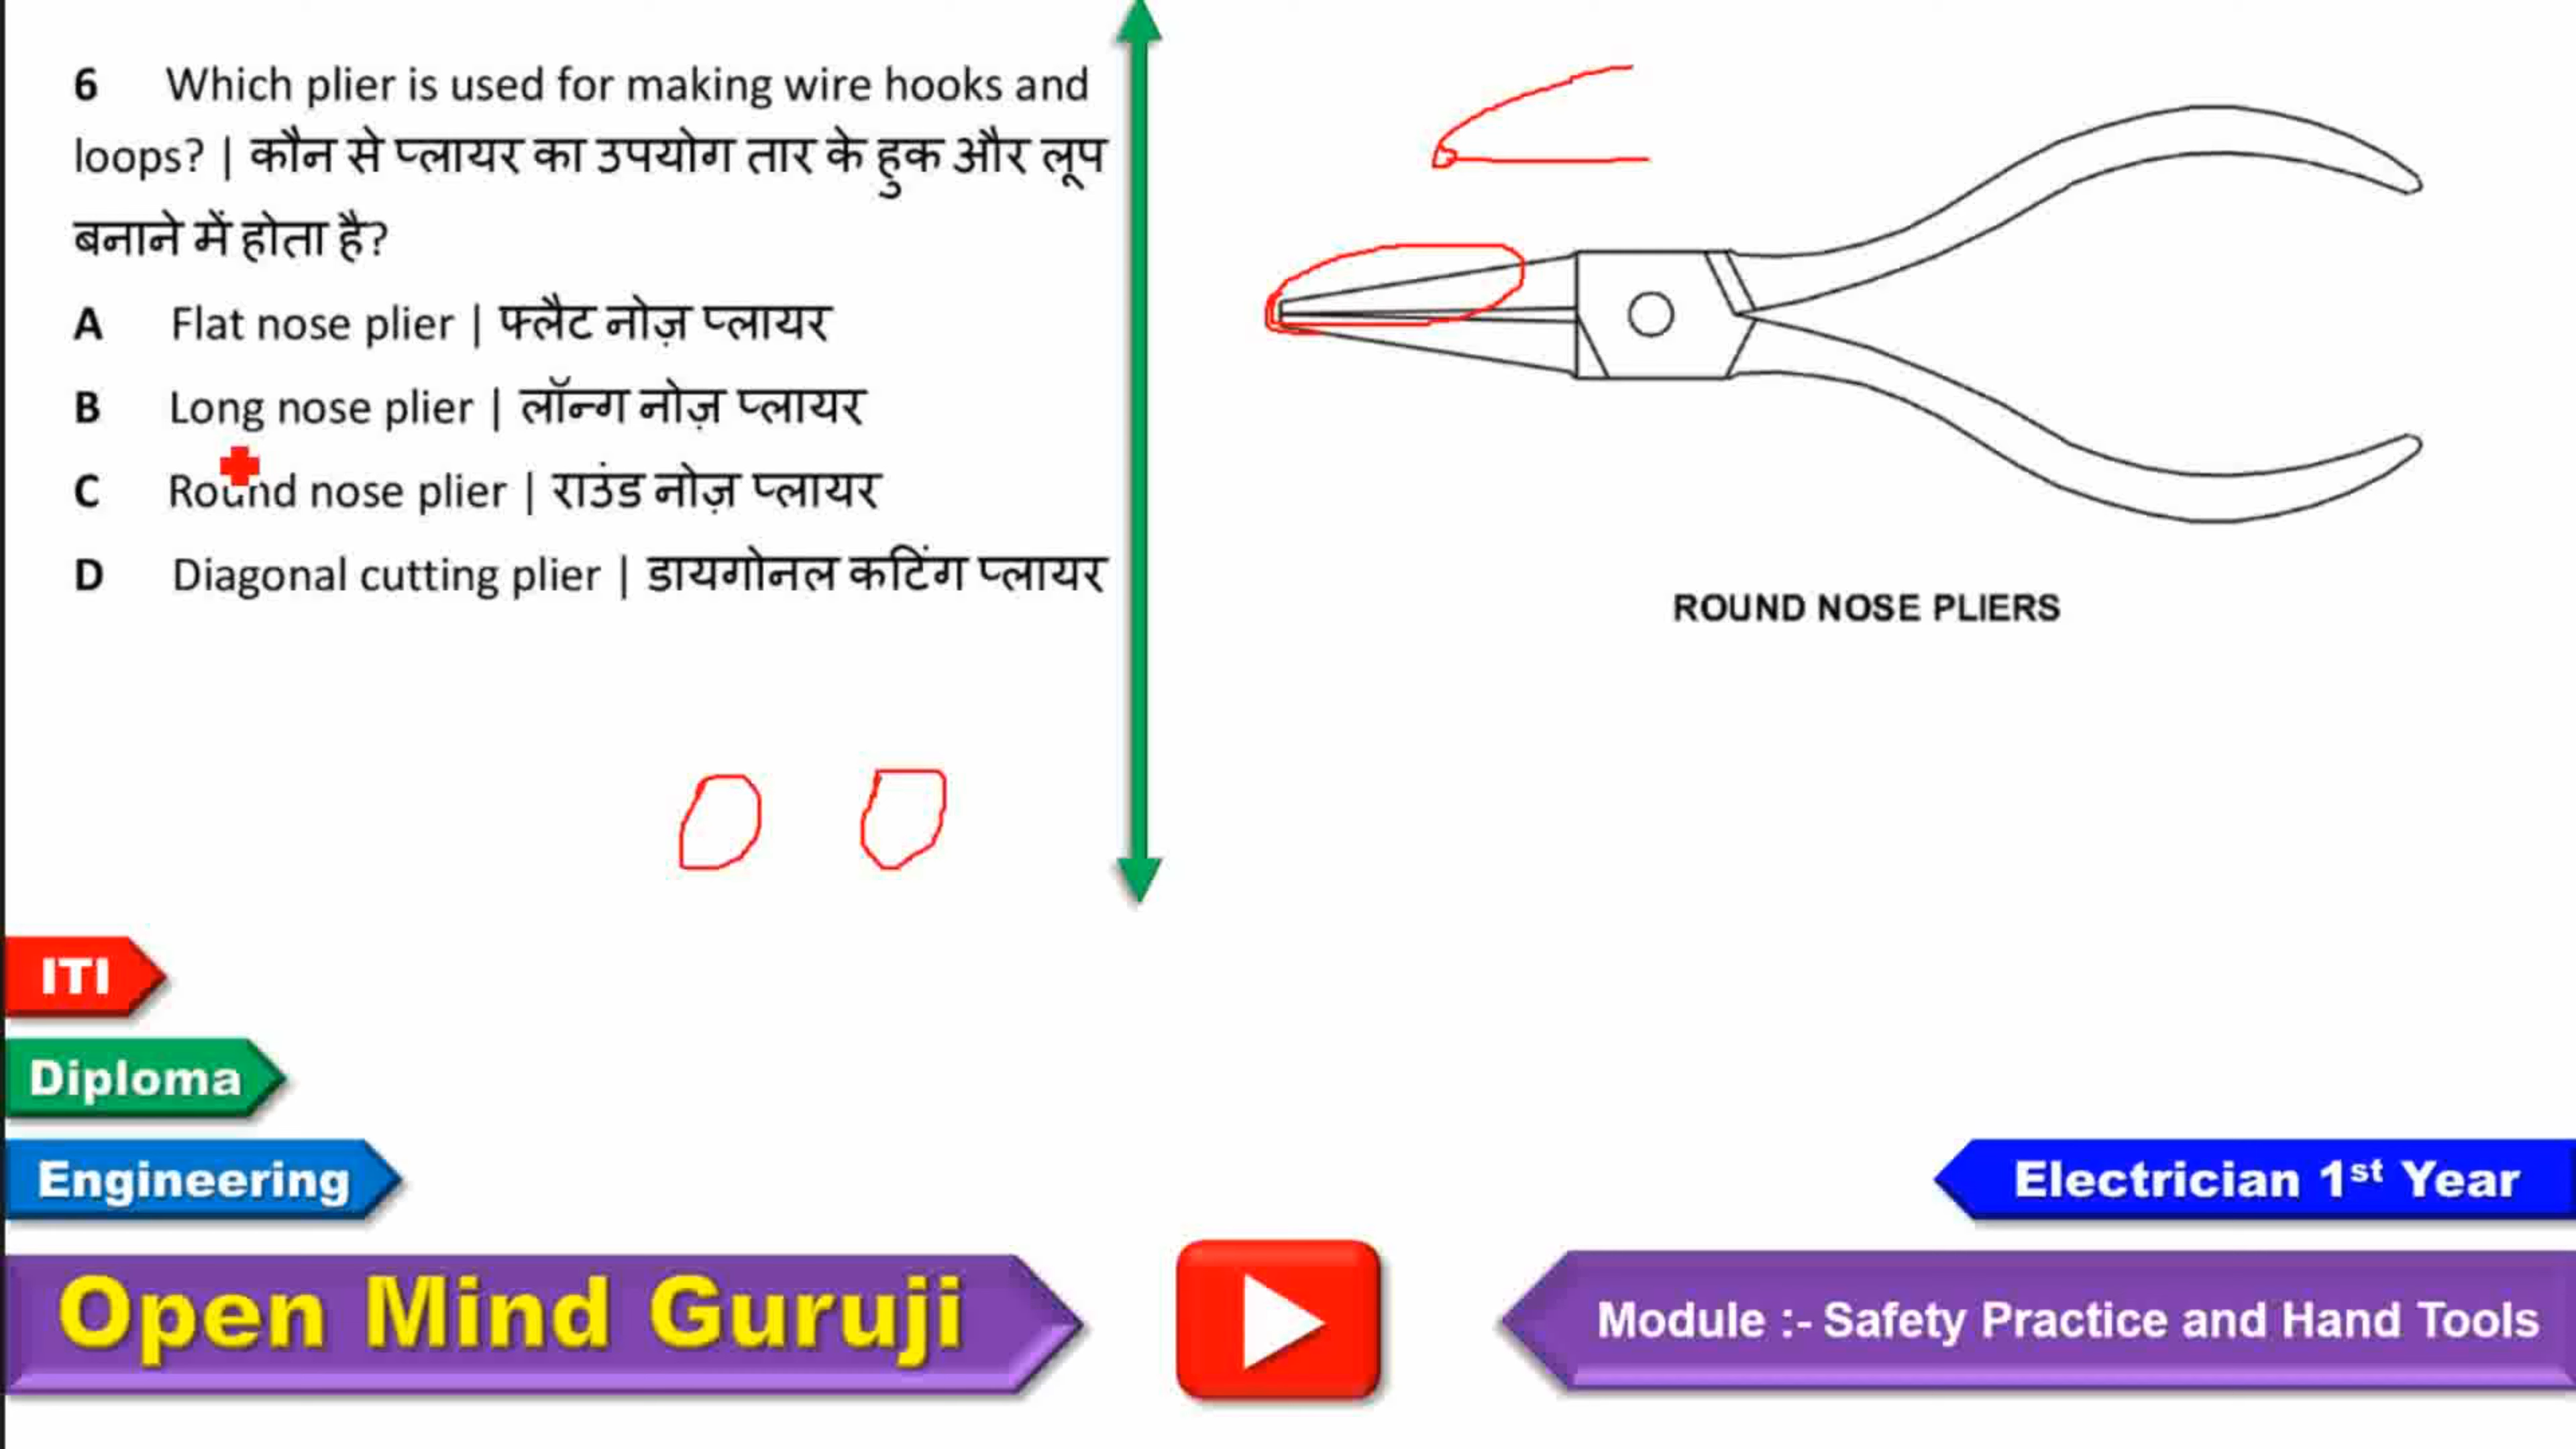 6 Which plier is used for making wire hooks and
loops? | कौन से प्लायर का उपयोग तार के हुक और लूप
बनाने में होता है?
A Flat nose plier | फ्लैट नोज़ प्लायर
B Long nose plier | लॉन्ग नोज़ प्लायर
C Round nose plier | राउंड नोज़ प्लायर
D Diagonal cutting plier | डायगोनल कटिंग प्लायर
ROUND NOSE PLIERS
ITI
Diploma
Engineering
Electrician 1st Year
Open Mind Guruji
Module :- Safety Practice and Hand Tools